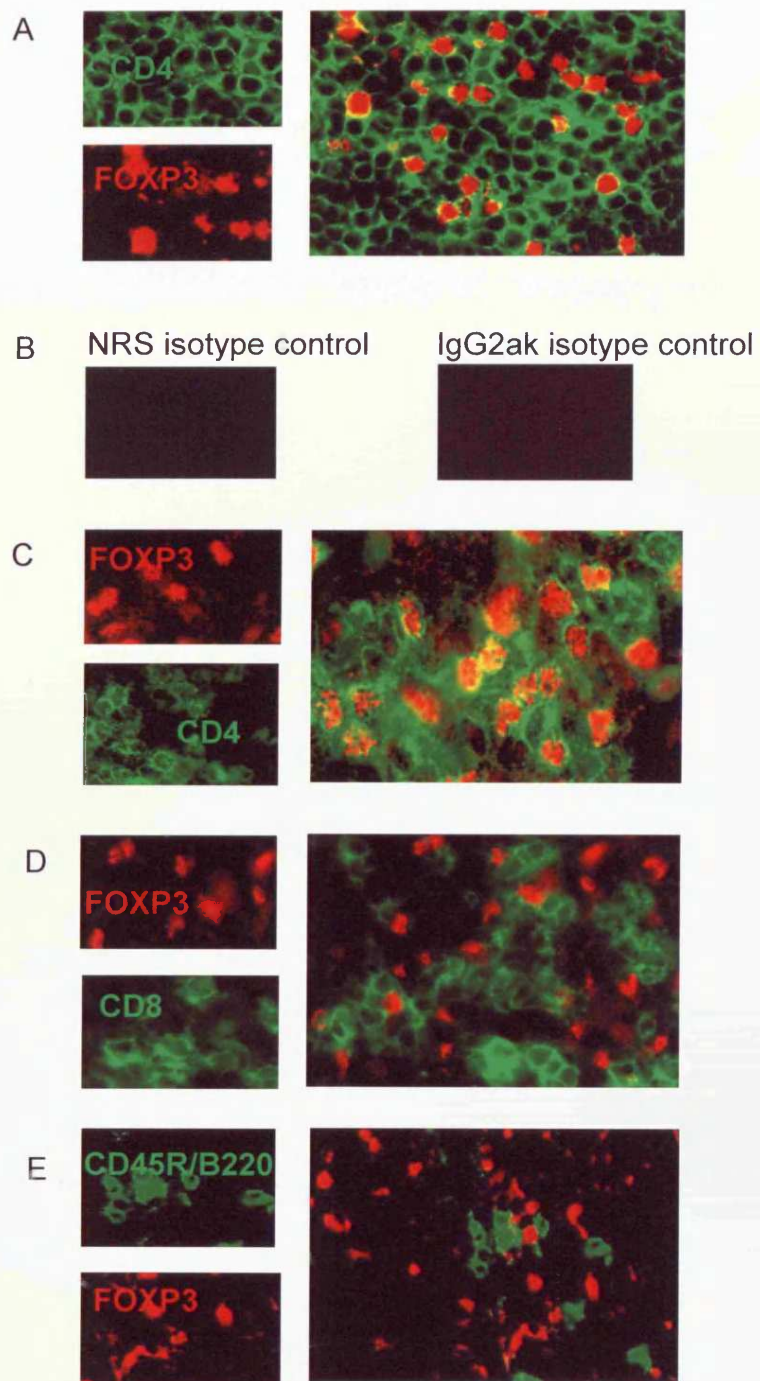 A
CD4
FOXP3
B
NRS isotype control
IgG2ak isotype control
C
FOXP3
CD4
D
FOXP3
CD8
E
CD45R/B220
FOXP3